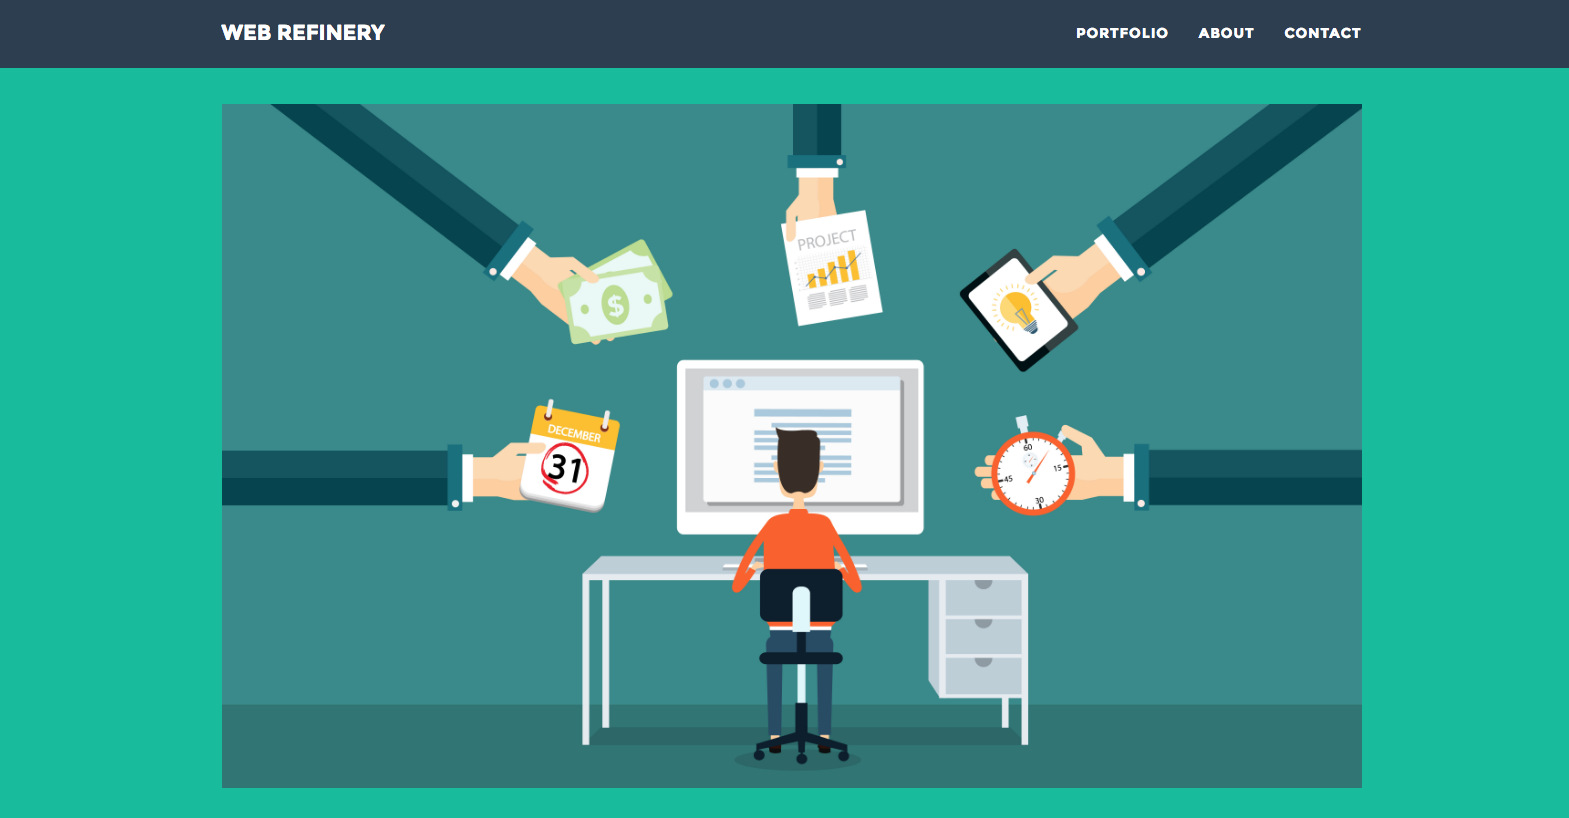 WEB REFINERY
PORTFOLIO ABOUT CONTACT
PROJECT
$
DECEMBER
31
60
15
30
45